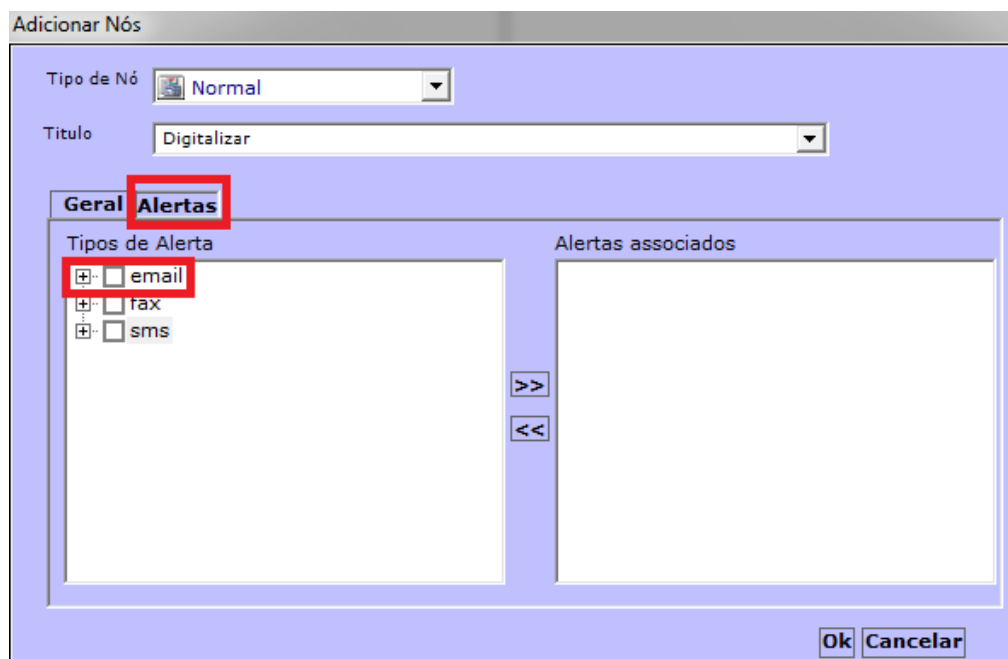 Adicionar Nós
Tipo de Nó
Normal
Titulo
Digitalizar
Geral Alertas
Tipos de Alerta
Alertas associados
email
fax
sms
>>
<<
Ok Cancelar